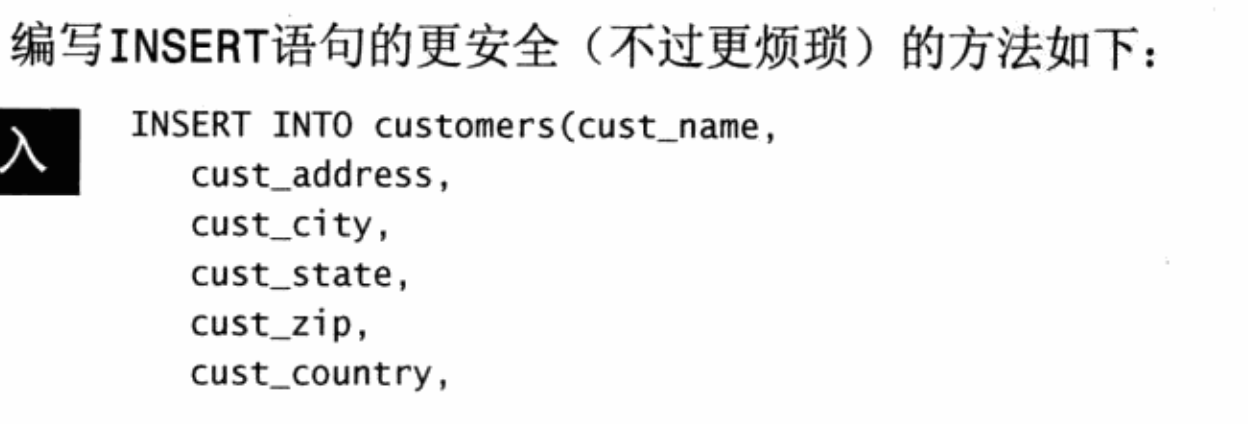 编写INSERT语句的更安全（不过更烦琐）的方法如下：
入
INSERT INTO customers(cust_name,
cust_address,
cust_city,
cust_state,
cust_zip,
cust_country,